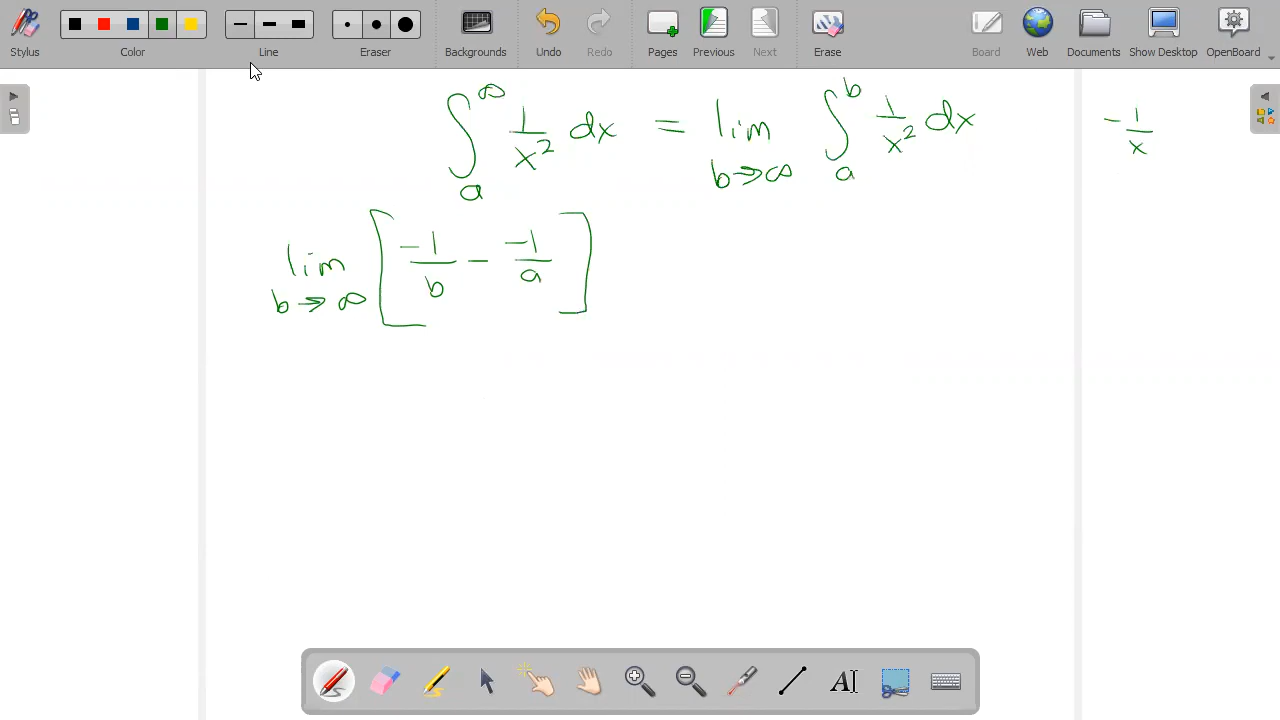 Stylus Color Line Eraser Backgrounds Undo Redo Pages Previous Next Erase Board Web Documents Show Desktop OpenBoard
∫_a^∞ 1/x² dx = lim_{b→∞} ∫_a^b 1/x² dx
-1/x
lim_{b→∞} [ -1/b - -1/a ]